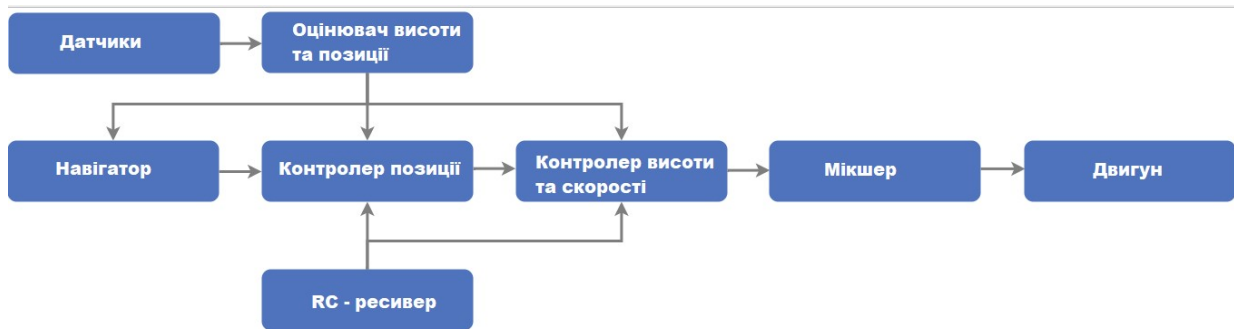 Датчики
Оцінювач висоти
та позиції
Навігатор
Контролер позиції
Контролер висоти
та скорості
Мікшер
Двигун
RC - ресивер